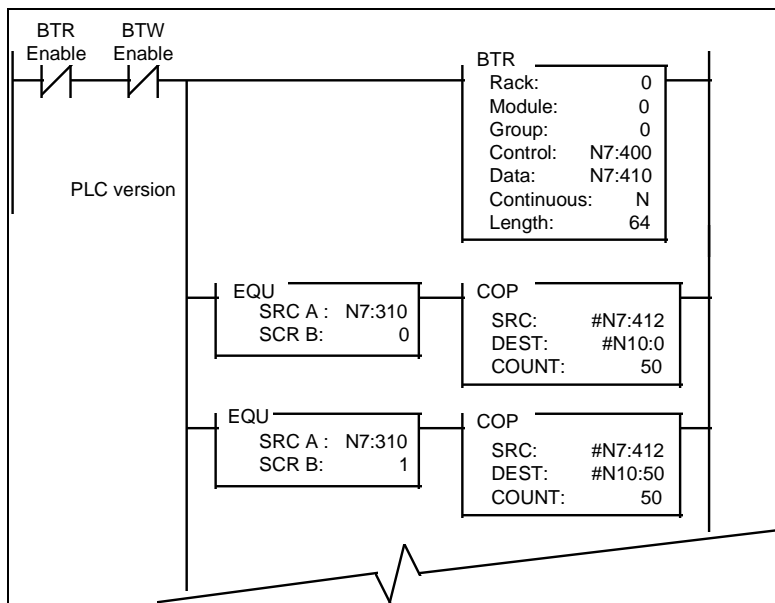 BTR BTW
Enable Enable
BTR
Rack: 0
Module: 0
Group: 0
Control: N7:400
Data: N7:410
Continuous: N
Length: 64
PLC version
EQU
SRC A : N7:310
SCR B: 0
COP
SRC: #N7:412
DEST: #N10:0
COUNT: 50
EQU
SRC A : N7:310
SCR B: 1
COP
SRC: #N7:412
DEST: #N10:50
COUNT: 50